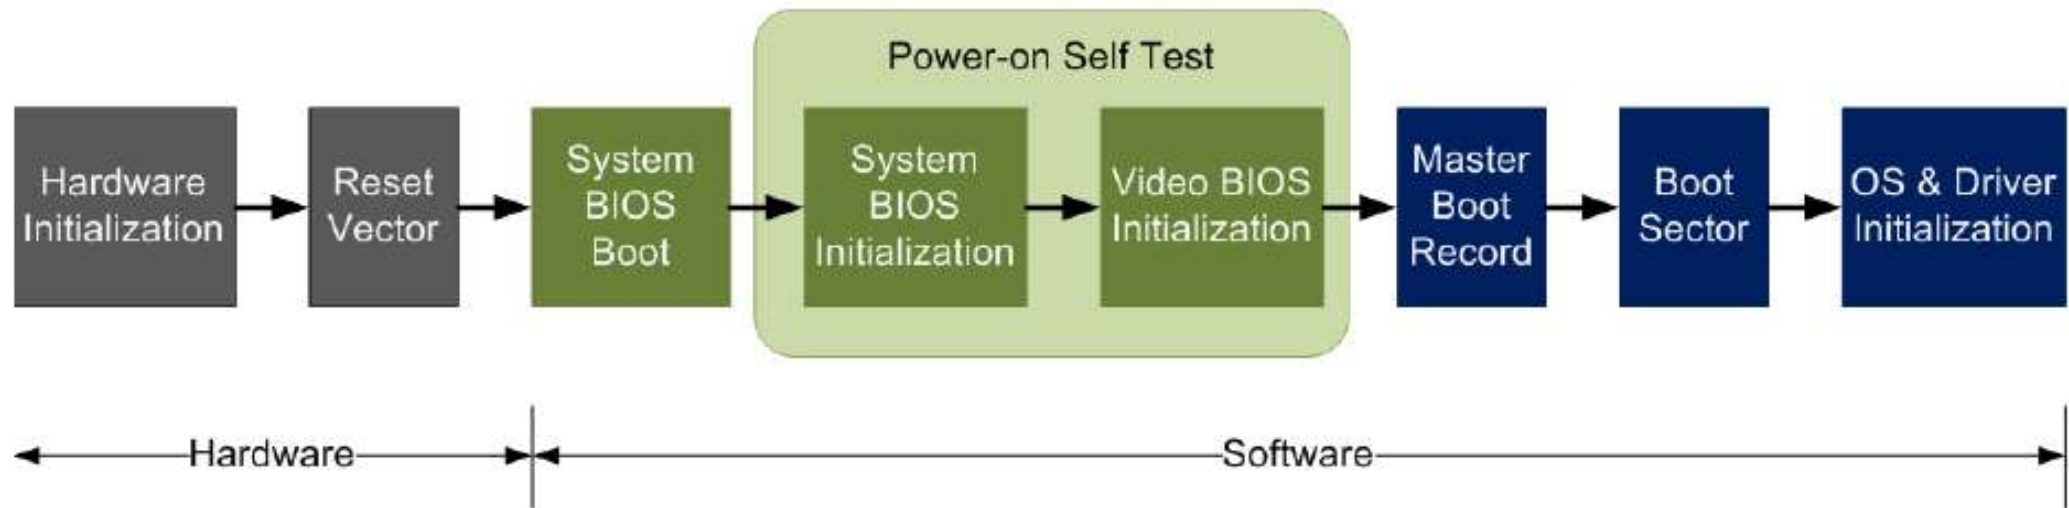 Power-on Self Test
Hardware
Initialization
Reset
Vector
System
BIOS
Boot
System
BIOS
Initialization
Video BIOS
Initialization
Master
Boot
Record
Boot
Sector
OS & Driver
Initialization
Hardware
Software